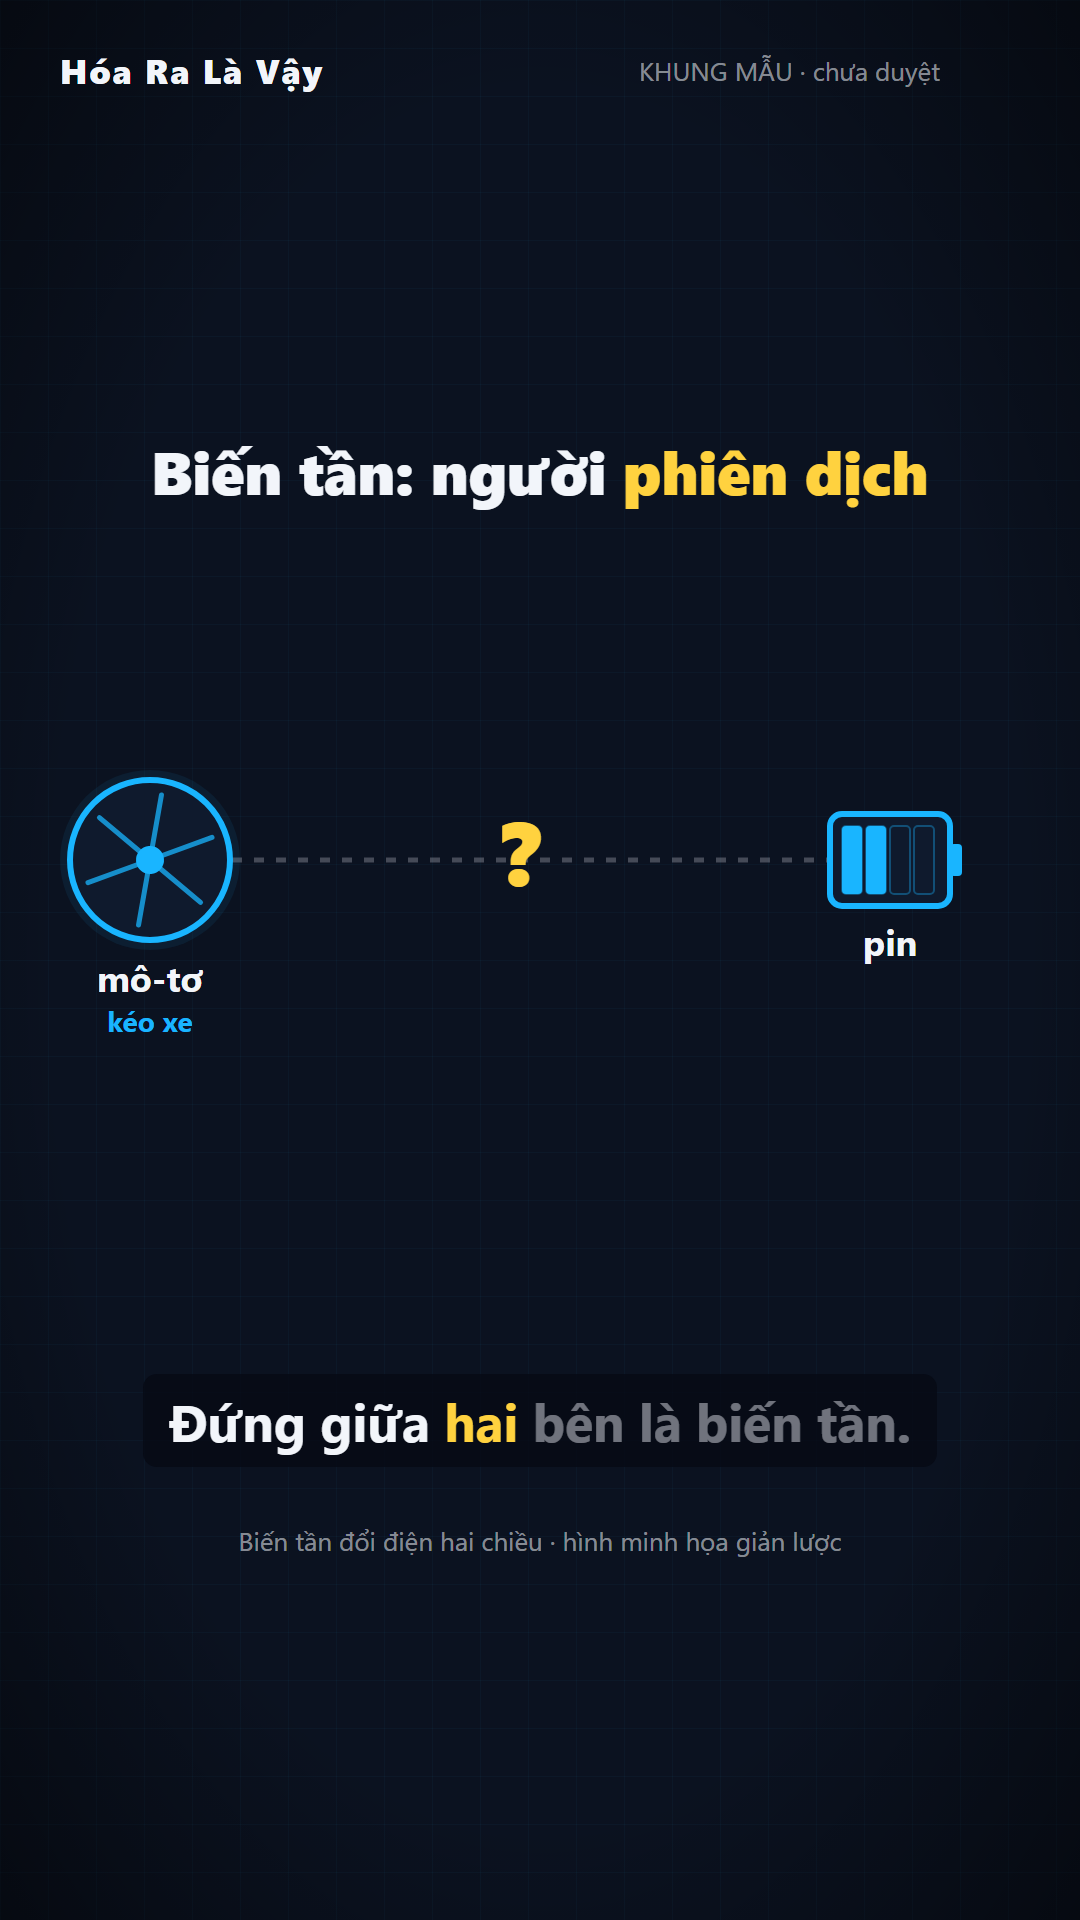 Hóa Ra Là Vậy
KHUNG MẪU · chưa duyệt
Biến tần: người phiên dịch
?
mô-tơ
kéo xe
pin
Đứng giữa hai bên là biến tần.
Biến tần đổi điện hai chiều · hình minh họa giản lược